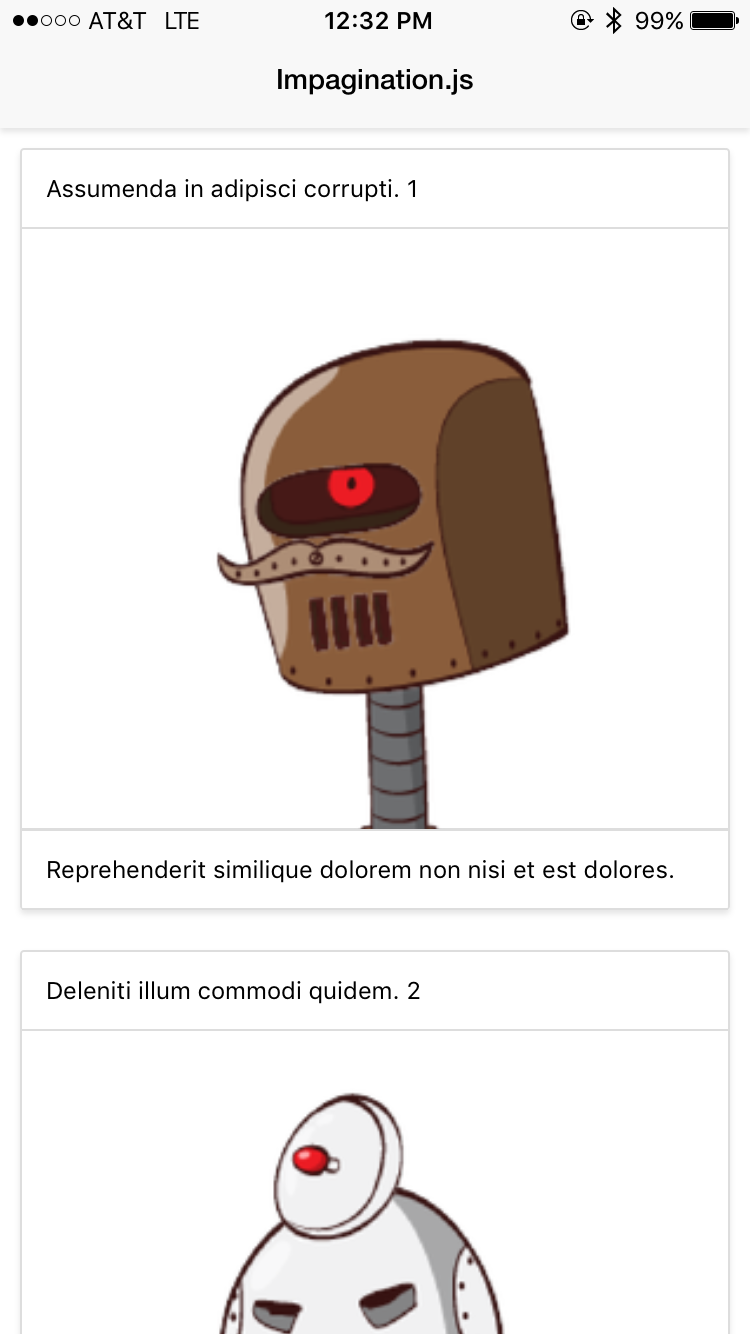 AT&T LTE 12:32 PM 99%
Impagination.js
Assumenda in adipisci corrupti. 1
Reprehenderit similique dolorem non nisi et est dolores.
Deleniti illum commodi quidem. 2